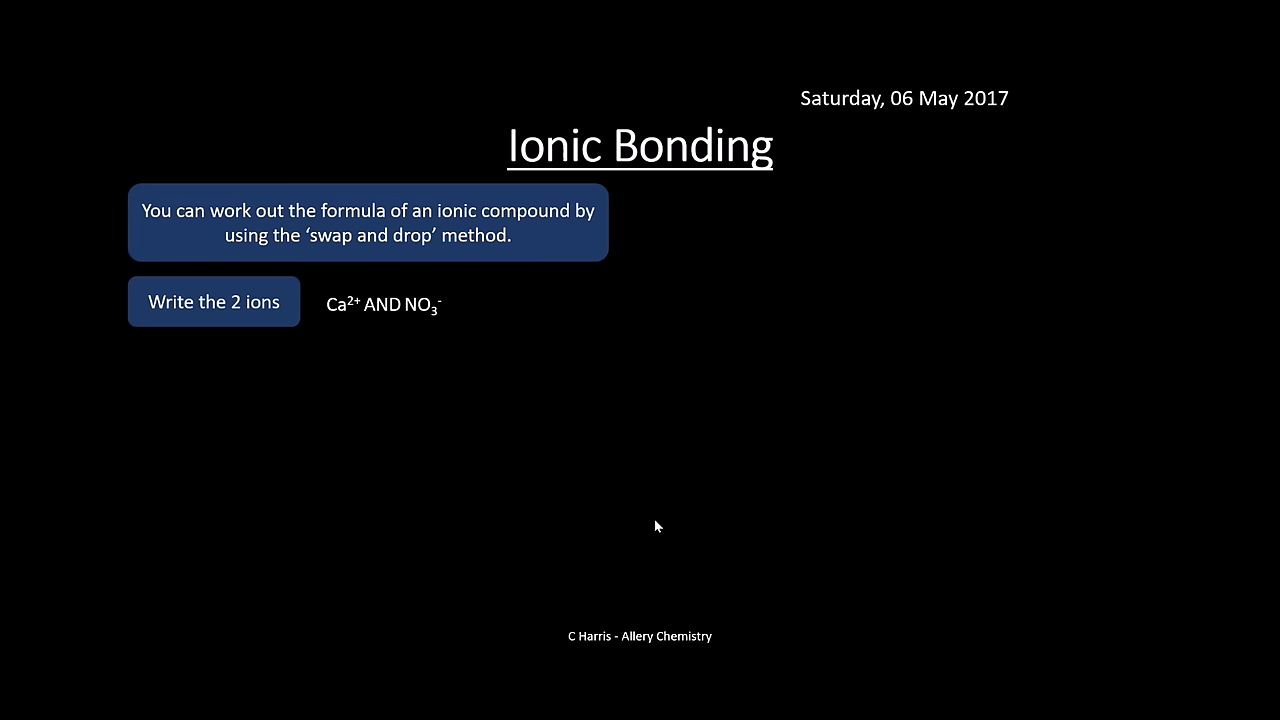 Saturday, 06 May 2017
Ionic Bonding
You can work out the formula of an ionic compound by
using the ‘swap and drop’ method.
Write the 2 ions
Ca²⁺ AND NO₃⁻
C Harris - Allery Chemistry